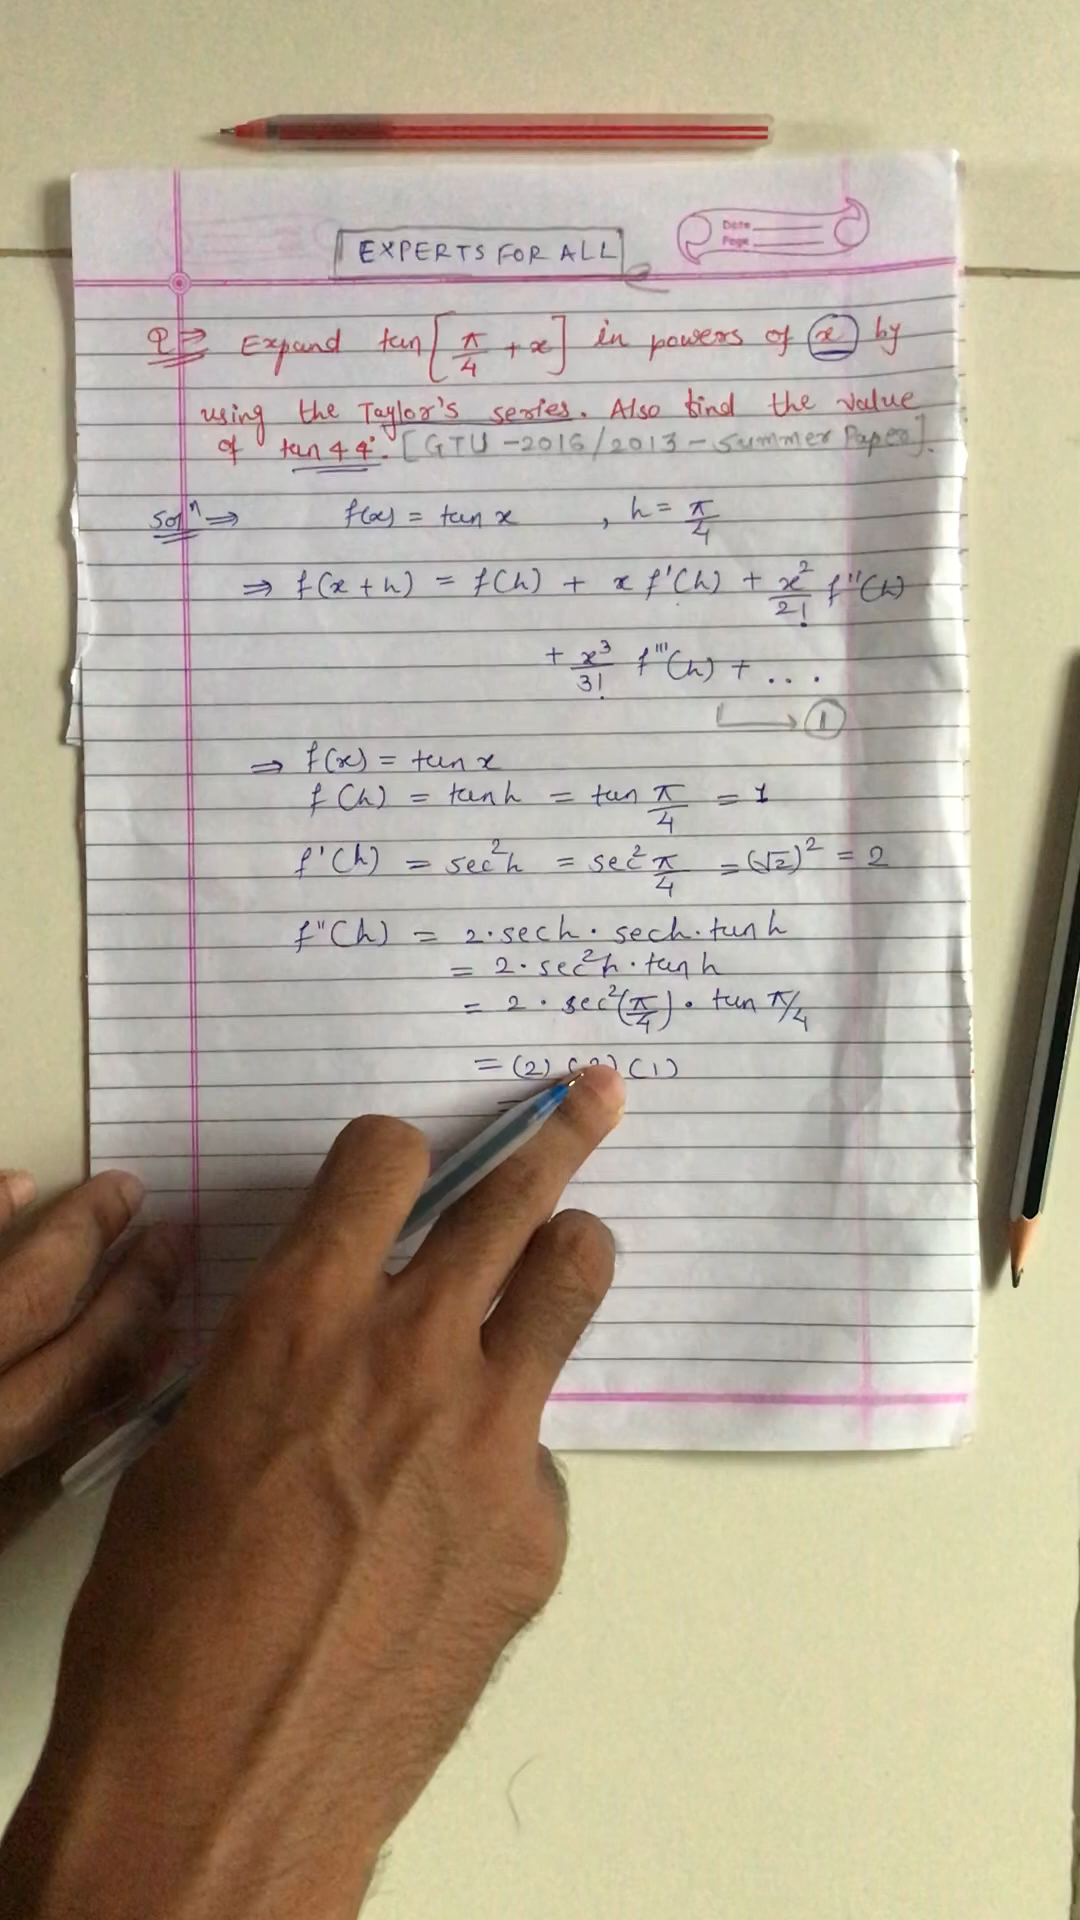 EXPERTS FOR ALL
Date
Page
Q ⇒ Expand tan[π/4 + x] in powers of x by
using the Taylor's series. Also find the value
of tan 44°. [GTU - 2016/2013 - Summer Paper].
Solⁿ ⇒ f(x) = tan x , h = π/4
⇒ f(x+h) = f(h) + x f'(h) + x²/2! f''(h)
+ x³/3! f'''(h) + ...
①
⇒ f(x) = tan x
f(h) = tan h = tan π/4 = 1
f'(h) = sec²h = sec² π/4 = (√2)² = 2
f''(h) = 2·sec h · sec h · tan h
= 2·sec²h · tan h
= 2 · sec²(π/4) · tan π/4
= (2) (2) (1)
=